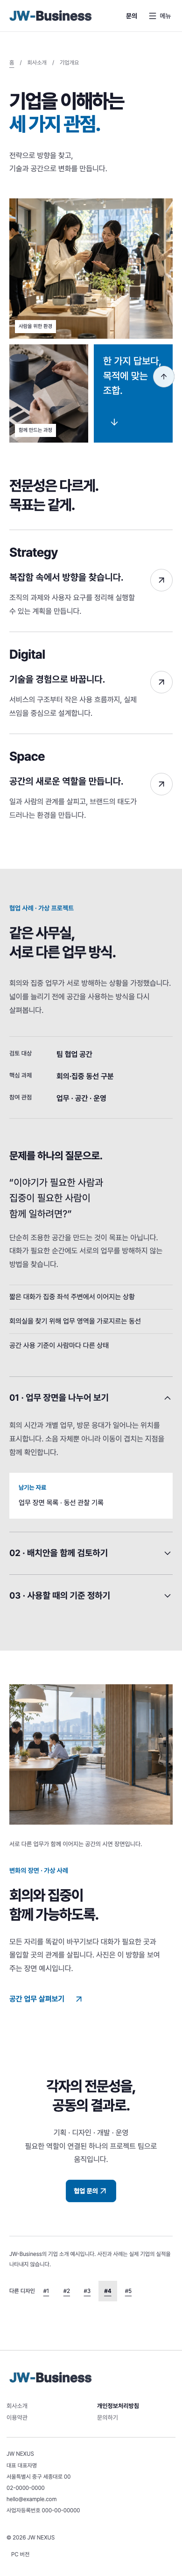 JW-Business
문의
메뉴
홈 / 회사소개 / 기업개요
기업을 이해하는
세 가지 관점.
전략으로 방향을 찾고,
기술과 공간으로 변화를 만듭니다.
사람을 위한 환경
함께 만드는 과정
한 가지 답보다,
목적에 맞는
조합.
전문성은 다르게.
목표는 같게.
Strategy
복잡함 속에서 방향을 찾습니다.
조직의 과제와 사용자 요구를 정리해 실행할
수 있는 계획을 만듭니다.
Digital
기술을 경험으로 바꿉니다.
서비스의 구조부터 작은 사용 흐름까지, 실제
쓰임을 중심으로 설계합니다.
Space
공간의 새로운 역할을 만듭니다.
일과 사람의 관계를 살피고, 브랜드의 태도가
드러나는 환경을 만듭니다.
협업 사례 · 가상 프로젝트
같은 사무실,
서로 다른 업무 방식.
회의와 집중 업무가 서로 방해하는 상황을 가정했습니다.
넓이를 늘리기 전에 공간을 사용하는 방식을 다시
살펴봅니다.
검토 대상
팀 협업 공간
핵심 과제
회의·집중 동선 구분
참여 관점
업무 · 공간 · 운영
문제를 하나의 질문으로.
“이야기가 필요한 사람과
집중이 필요한 사람이
함께 일하려면?”
단순히 조용한 공간을 만드는 것이 목표는 아닙니다.
대화가 필요한 순간에도 서로의 업무를 방해하지 않는
방법을 찾습니다.
짧은 대화가 집중 좌석 주변에서 이어지는 상황
회의실을 찾기 위해 업무 영역을 가로지르는 동선
공간 사용 기준이 사람마다 다른 상태
01 · 업무 장면을 나누어 보기
회의 시간과 개별 업무, 방문 응대가 일어나는 위치를
표시합니다. 소음 자체뿐 아니라 이동이 겹치는 지점을
함께 확인합니다.
남기는 자료
업무 장면 목록 · 동선 관찰 기록
02 · 배치안을 함께 검토하기
03 · 사용할 때의 기준 정하기
서로 다른 업무가 함께 이어지는 공간의 시연 장면입니다.
변화의 장면 · 가상 사례
회의와 집중이
함께 가능하도록.
모든 자리를 똑같이 바꾸기보다 대화가 필요한 곳과
몰입할 곳의 관계를 살핍니다. 사진은 이 방향을 보여
주는 장면 예시입니다.
공간 업무 살펴보기
각자의 전문성을,
공동의 결과로.
기획 · 디자인 · 개발 · 운영
필요한 역할이 연결된 하나의 프로젝트 팀으로
움직입니다.
협업 문의
JW-Business의 기업 소개 예시입니다. 사진과 사례는 실제 기업의 실적을
나타내지 않습니다.
다른 디자인 #1 #2 #3 #4 #5
JW-Business
회사소개
개인정보처리방침
이용약관
문의하기
JW NEXUS
대표 대표자명
서울특별시 중구 세종대로 00
02-0000-0000
hello@example.com
사업자등록번호 000-00-00000
© 2026 JW NEXUS
PC 버전